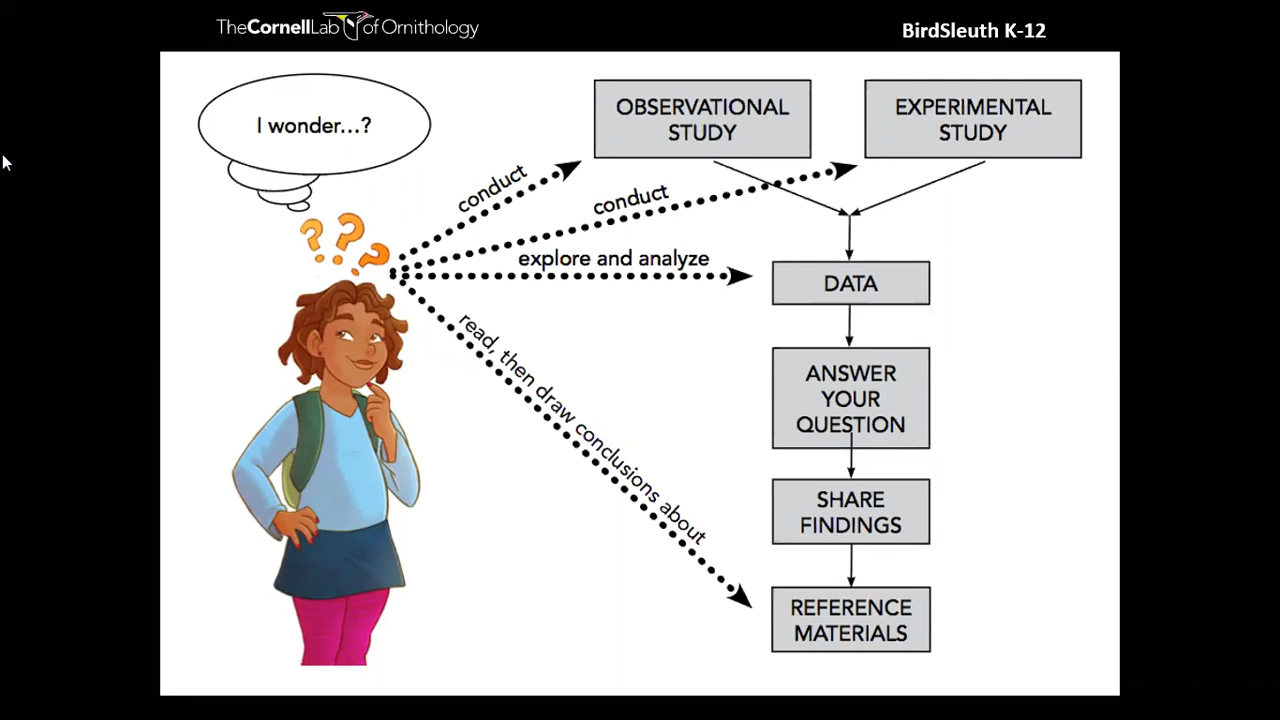 TheCornellLab of Ornithology
BirdSleuth K-12
I wonder...?
? ? ?
OBSERVATIONAL
STUDY
EXPERIMENTAL
STUDY
conduct
conduct
explore and analyze
read, then draw conclusions about
DATA
ANSWER
YOUR
QUESTION
SHARE
FINDINGS
REFERENCE
MATERIALS